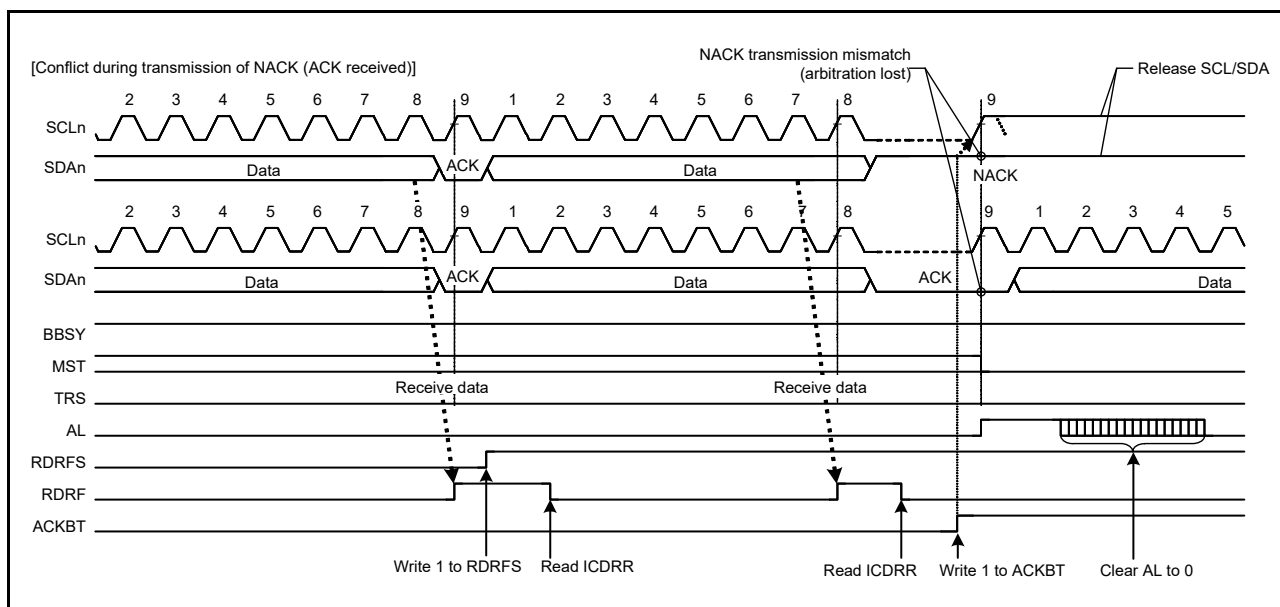 NACK transmission mismatch
(arbitration lost)
Release SCL/SDA
[Conflict during transmission of NACK (ACK received)]
2 3 4 5 6 7 8 9 1 2 3 4 5 6 7 8 9
SCLn
SDAn Data ACK Data NACK
2 3 4 5 6 7 8 9 1 2 3 4 5 6 7 8 9 1 2 3 4 5
SCLn
SDAn Data ACK Data ACK Data
BBSY
MST
Receive data Receive data
TRS
AL
RDRFS
RDRF
ACKBT
Write 1 to RDRFS Read ICDRR Read ICDRR Write 1 to ACKBT Clear AL to 0